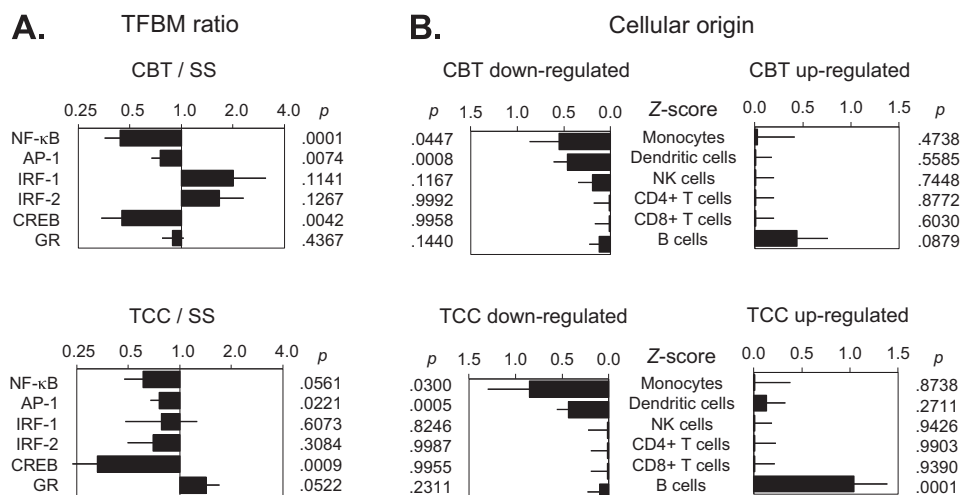 A. TFBM ratio
CBT / SS
0.25 0.5 1.0 2.0 4.0 p
NF-κB .0001
AP-1 .0074
IRF-1 .1141
IRF-2 .1267
CREB .0042
GR .4367
TCC / SS
0.25 0.5 1.0 2.0 4.0 p
NF-κB .0561
AP-1 .0221
IRF-1 .6073
IRF-2 .3084
CREB .0009
GR .0522
B. Cellular origin
CBT down-regulated CBT up-regulated
p 1.5 1.0 0.5 0.0 Z-score 0.0 0.5 1.0 1.5 p
.0447 Monocytes .4738
.0008 Dendritic cells .5585
.1167 NK cells .7448
.9992 CD4+ T cells .8772
.9958 CD8+ T cells .6030
.1440 B cells .0879
TCC down-regulated TCC up-regulated
p 1.5 1.0 0.5 0.0 Z-score 0.0 0.5 1.0 1.5 p
.0300 Monocytes .8738
.0005 Dendritic cells .2711
.8246 NK cells .9426
.9987 CD4+ T cells .9903
.9955 CD8+ T cells .9390
.2311 B cells .0001